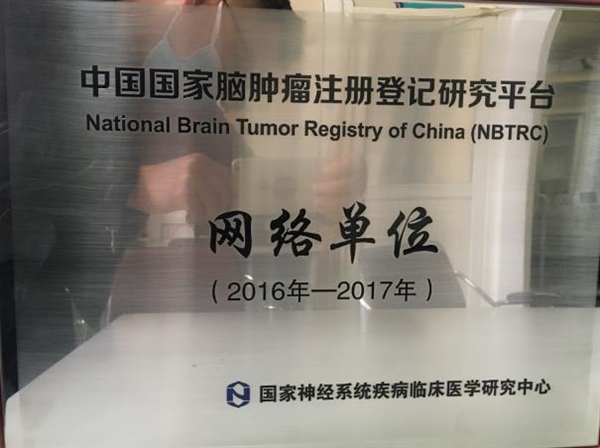 中国国家脑肿瘤注册登记研究平台
National Brain Tumor Registry of China (NBTRC)
网络单位
（2016年—2017年）
国家神经系统疾病临床医学研究中心